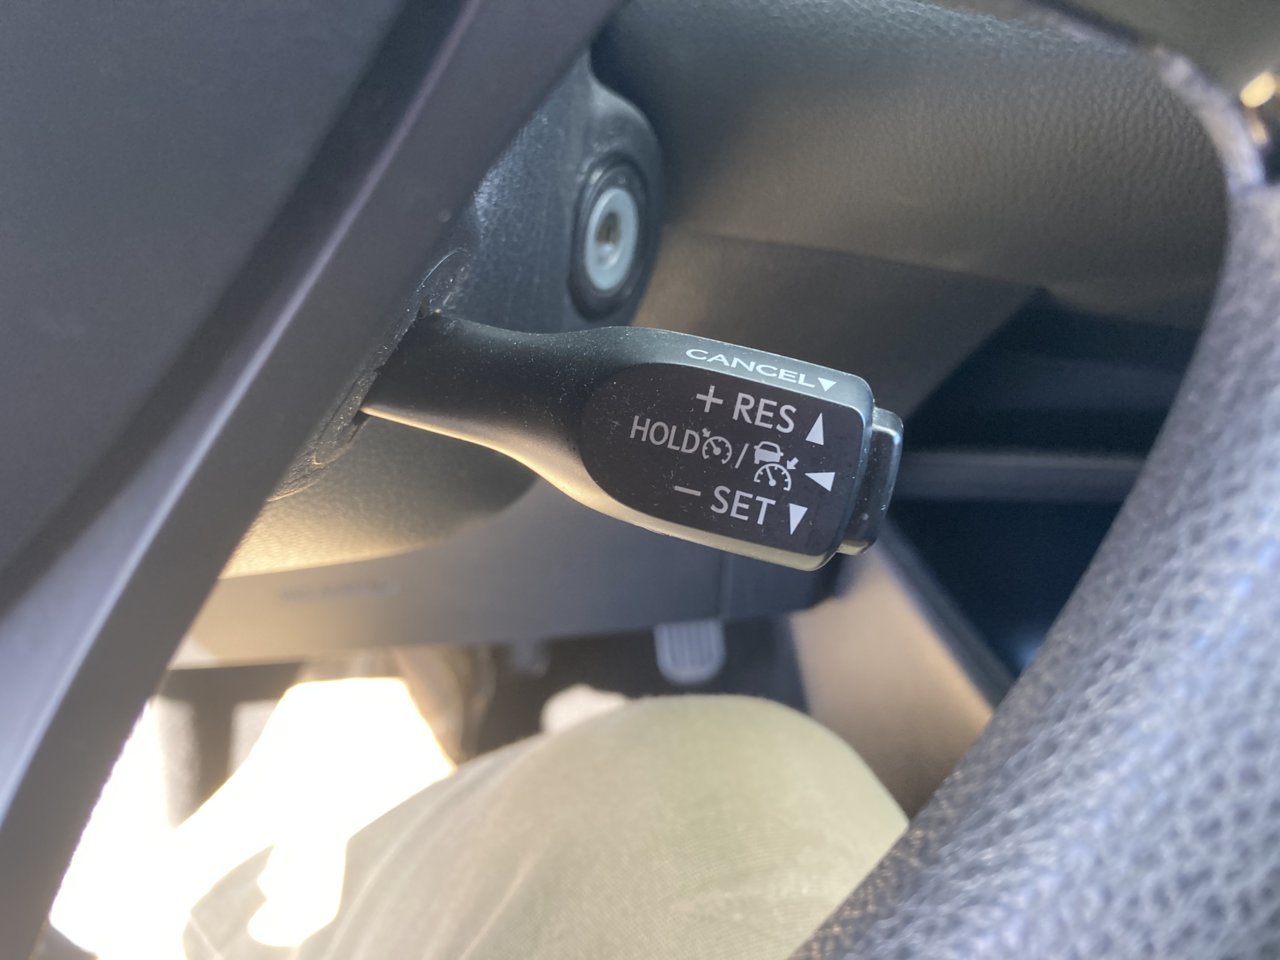 CANCEL▼
+ RES ▲
HOLD /
− SET ▼